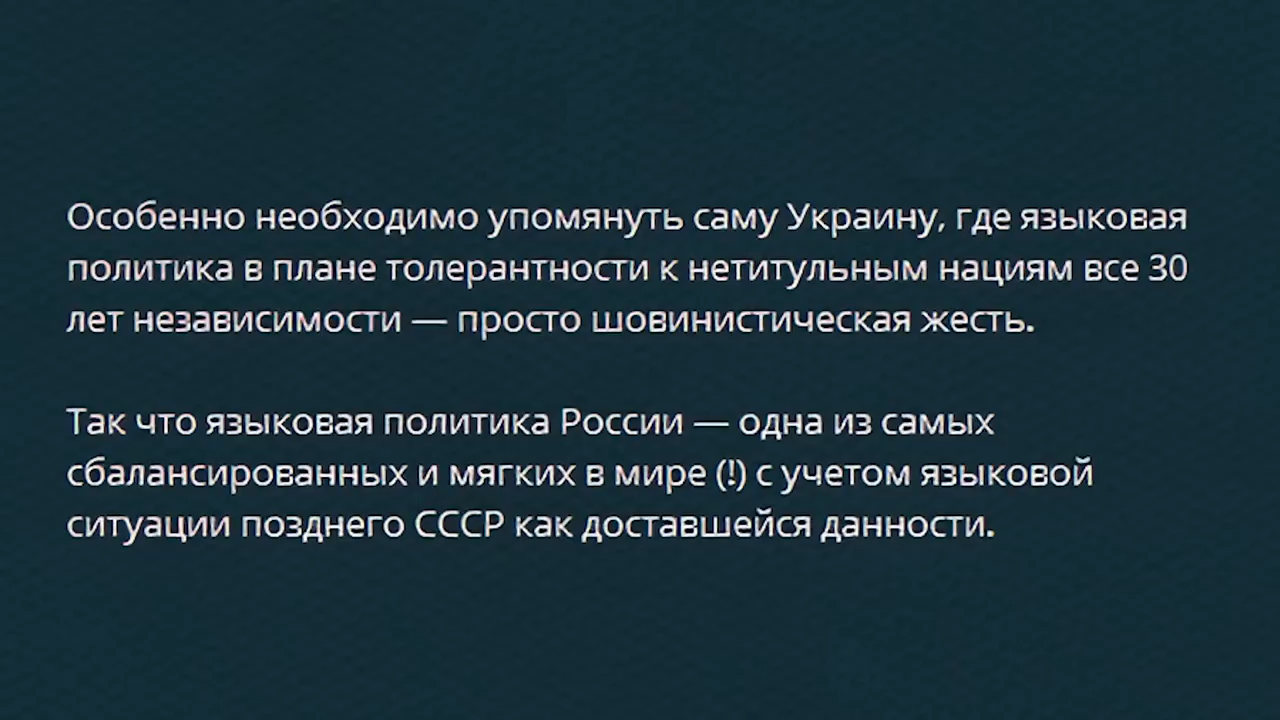 Особенно необходимо упомянуть саму Украину, где языковая
политика в плане толерантности к нетитульным нациям все 30
лет независимости — просто шовинистическая жесть.
Так что языковая политика России — одна из самых
сбалансированных и мягких в мире (!) с учетом языковой
ситуации позднего СССР как доставшейся данности.